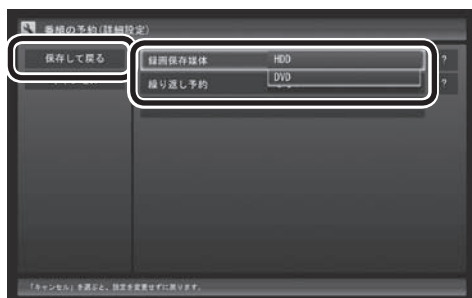 番組の予約(詳細設定)
保存して戻る
録画保存媒体 HDD ?
DVD
繰り返し予約 ?
「キャンセル」を選ぶと、設定を変更せずに戻ります。